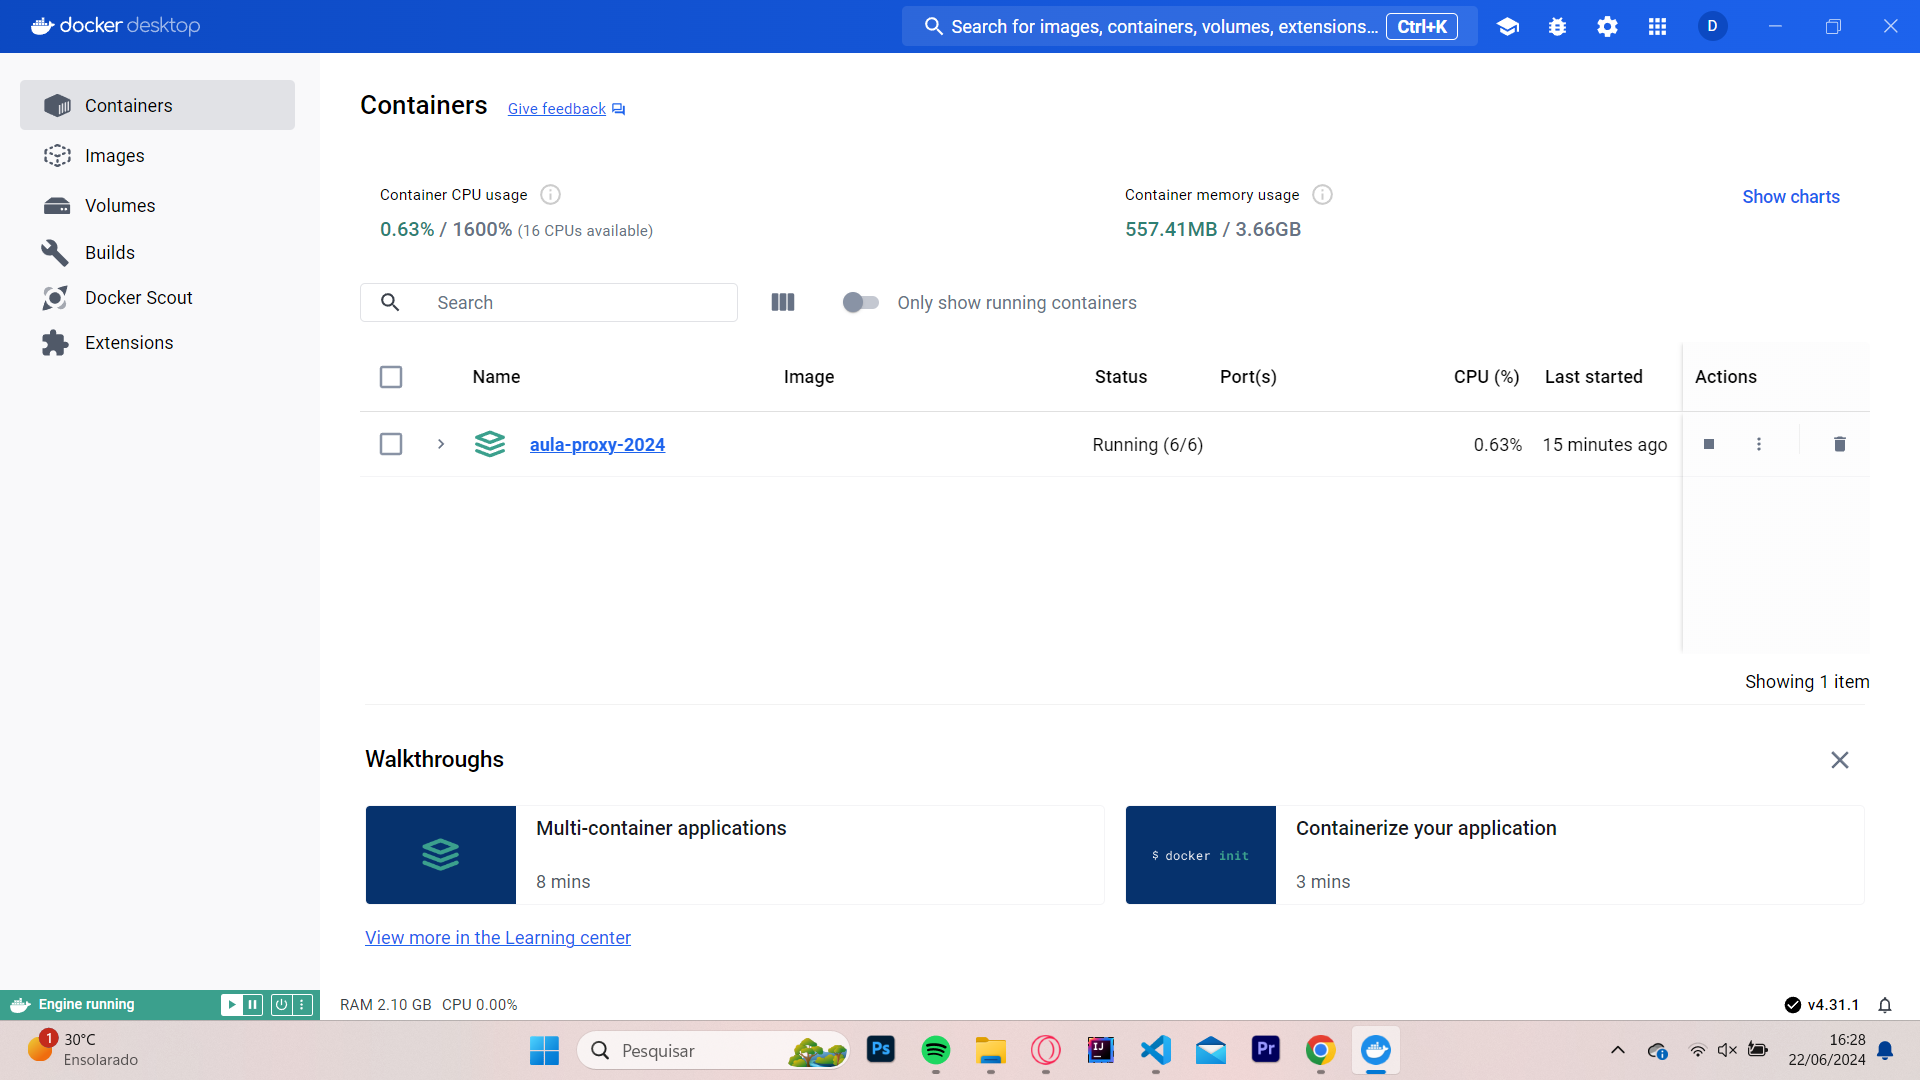 docker desktop
Search for images, containers, volumes, extensions... Ctrl+K
D
Containers
Images
Volumes
Builds
Docker Scout
Extensions
Containers Give feedback
Container CPU usage
0.63% / 1600% (16 CPUs available)
Container memory usage
557.41MB / 3.66GB
Show charts
Search
Only show running containers
Name Image Status Port(s) CPU (%) Last started Actions
aula-proxy-2024 Running (6/6) 0.63% 15 minutes ago
Showing 1 item
Walkthroughs
Multi-container applications
8 mins
$ docker init
Containerize your application
3 mins
View more in the Learning center
Engine running
RAM 2.10 GB CPU 0.00%
v4.31.1
1
30°C
Ensolarado
Pesquisar
Ps
IJ
Pr
16:28
22/06/2024